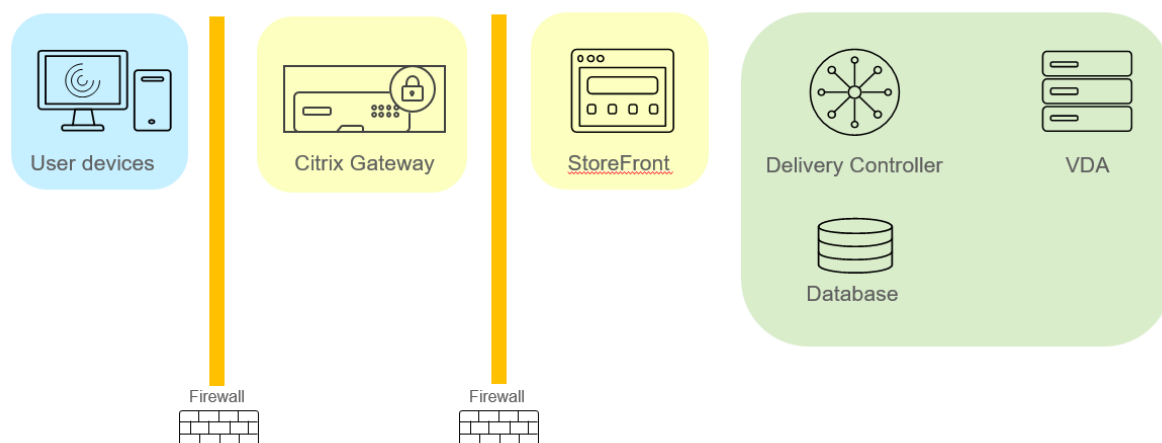 User devices
Citrix Gateway
StoreFront
Delivery Controller
VDA
Database
Firewall
Firewall